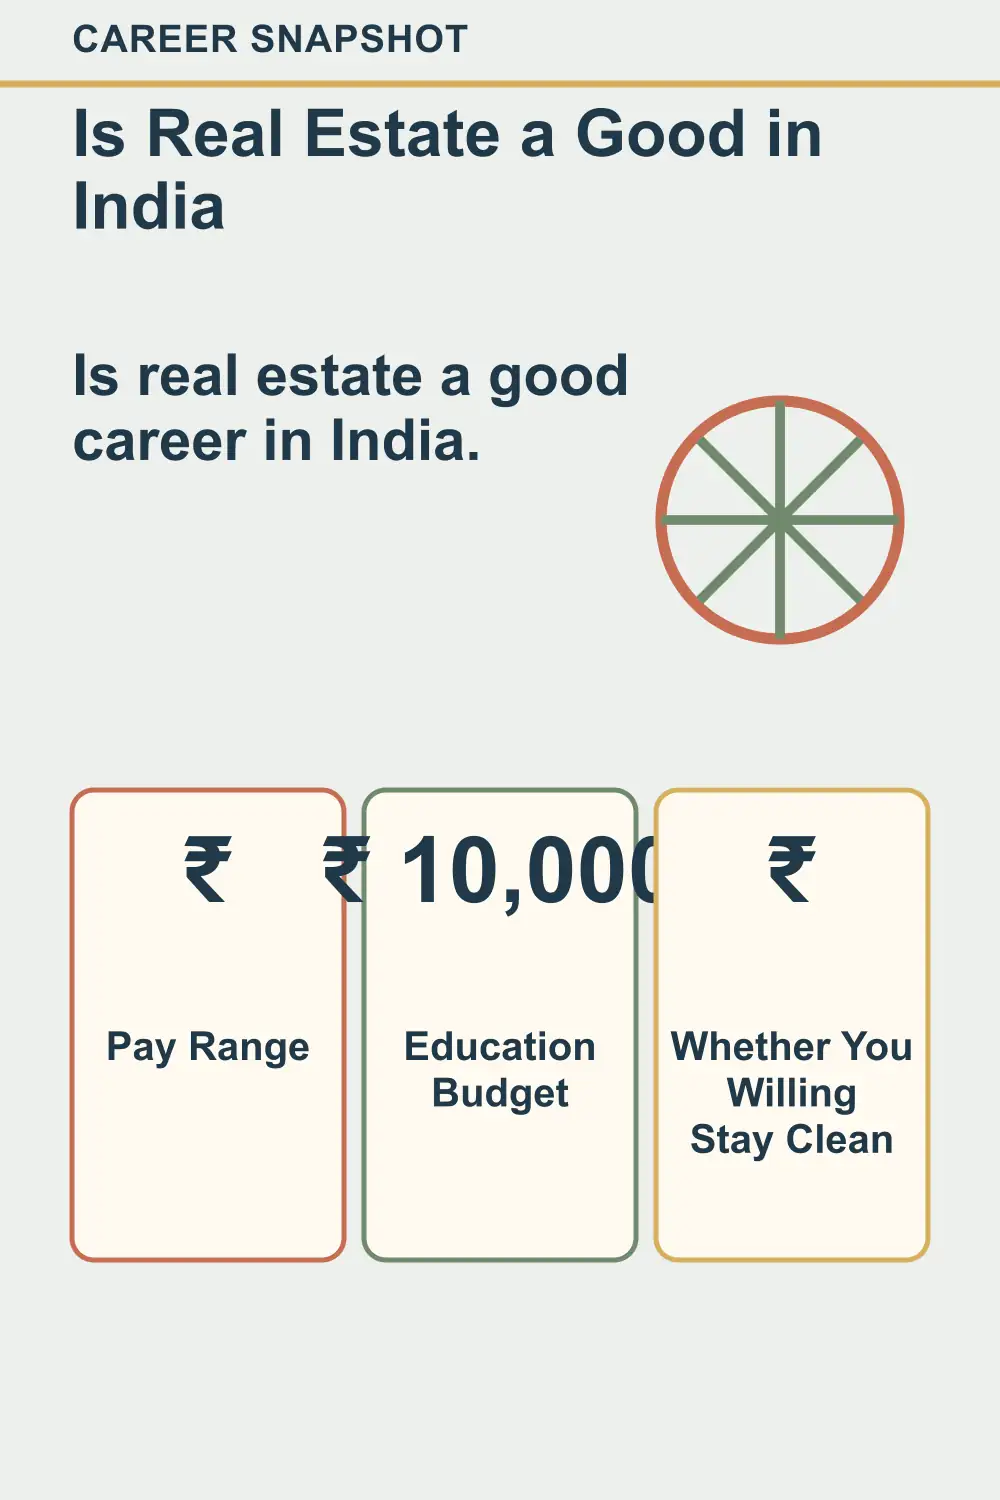 CAREER SNAPSHOT
Is Real Estate a Good in
India
Is real estate a good
career in India.
₹
₹ 10,000
₹
Pay Range
Education
Budget
Whether You
Willing
Stay Clean